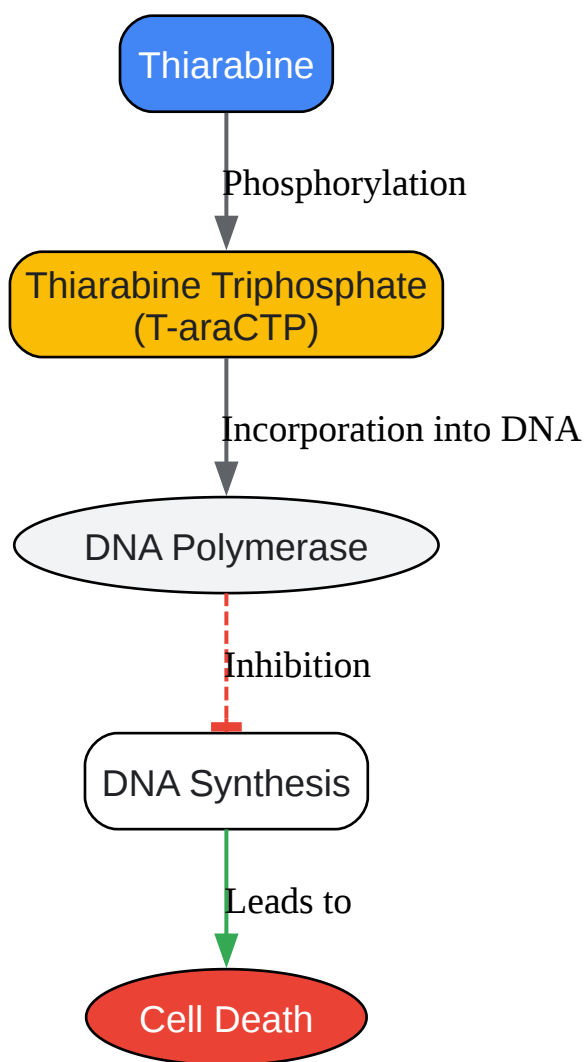 Thiarabine
Phosphorylation
Thiarabine Triphosphate
(T-araCTP)
Incorporation into DNA
DNA Polymerase
Inhibition
DNA Synthesis
Leads to
Cell Death